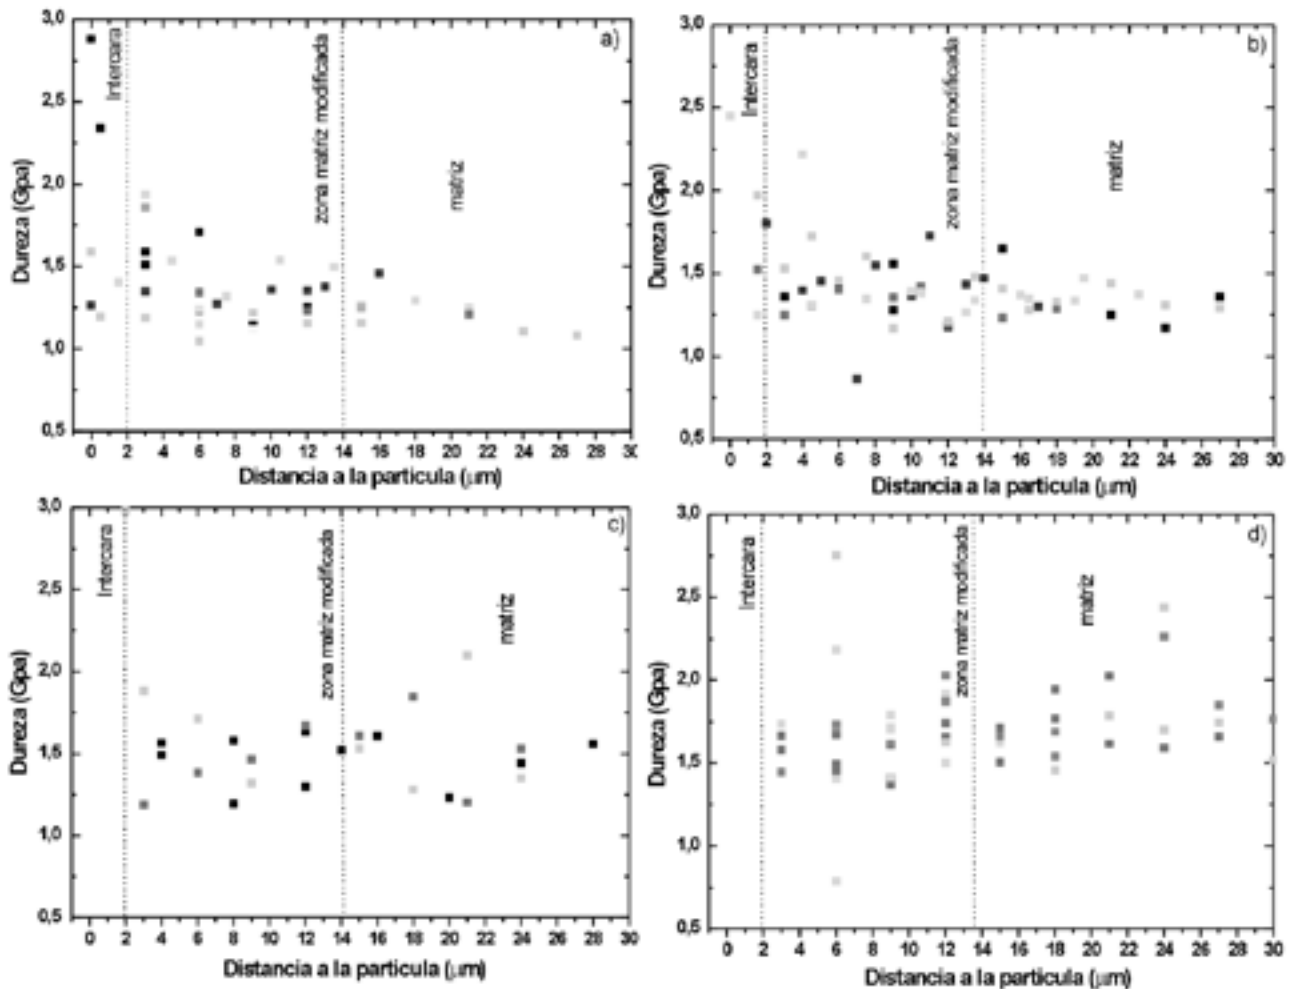 a)
3,0
2,5
2,0
1,5
1,0
0,5
Dureza (Gpa)
Intercara
zona matriz modificada
matriz
0 2 4 6 8 10 12 14 16 18 20 22 24 26 28 30
Distancia a la particula (μm)
b)
3,0
2,5
2,0
1,5
1,0
0,5
Dureza (Gpa)
Intercara
zona matriz modificada
matriz
0 2 4 6 8 10 12 14 16 18 20 22 24 26 28 30
Distancia a la particula (μm)
c)
3,0
2,5
2,0
1,5
1,0
0,5
Dureza (Gpa)
Intercara
zona matriz modificada
matriz
0 2 4 6 8 10 12 14 16 18 20 22 24 26 28 30
Distancia a la particula (μm)
d)
3,0
2,5
2,0
1,5
1,0
0,5
Dureza (Gpa)
Intercara
zona matriz modificada
matriz
0 2 4 6 8 10 12 14 16 18 20 22 24 26 28 30
Distancia a la particula (μm)